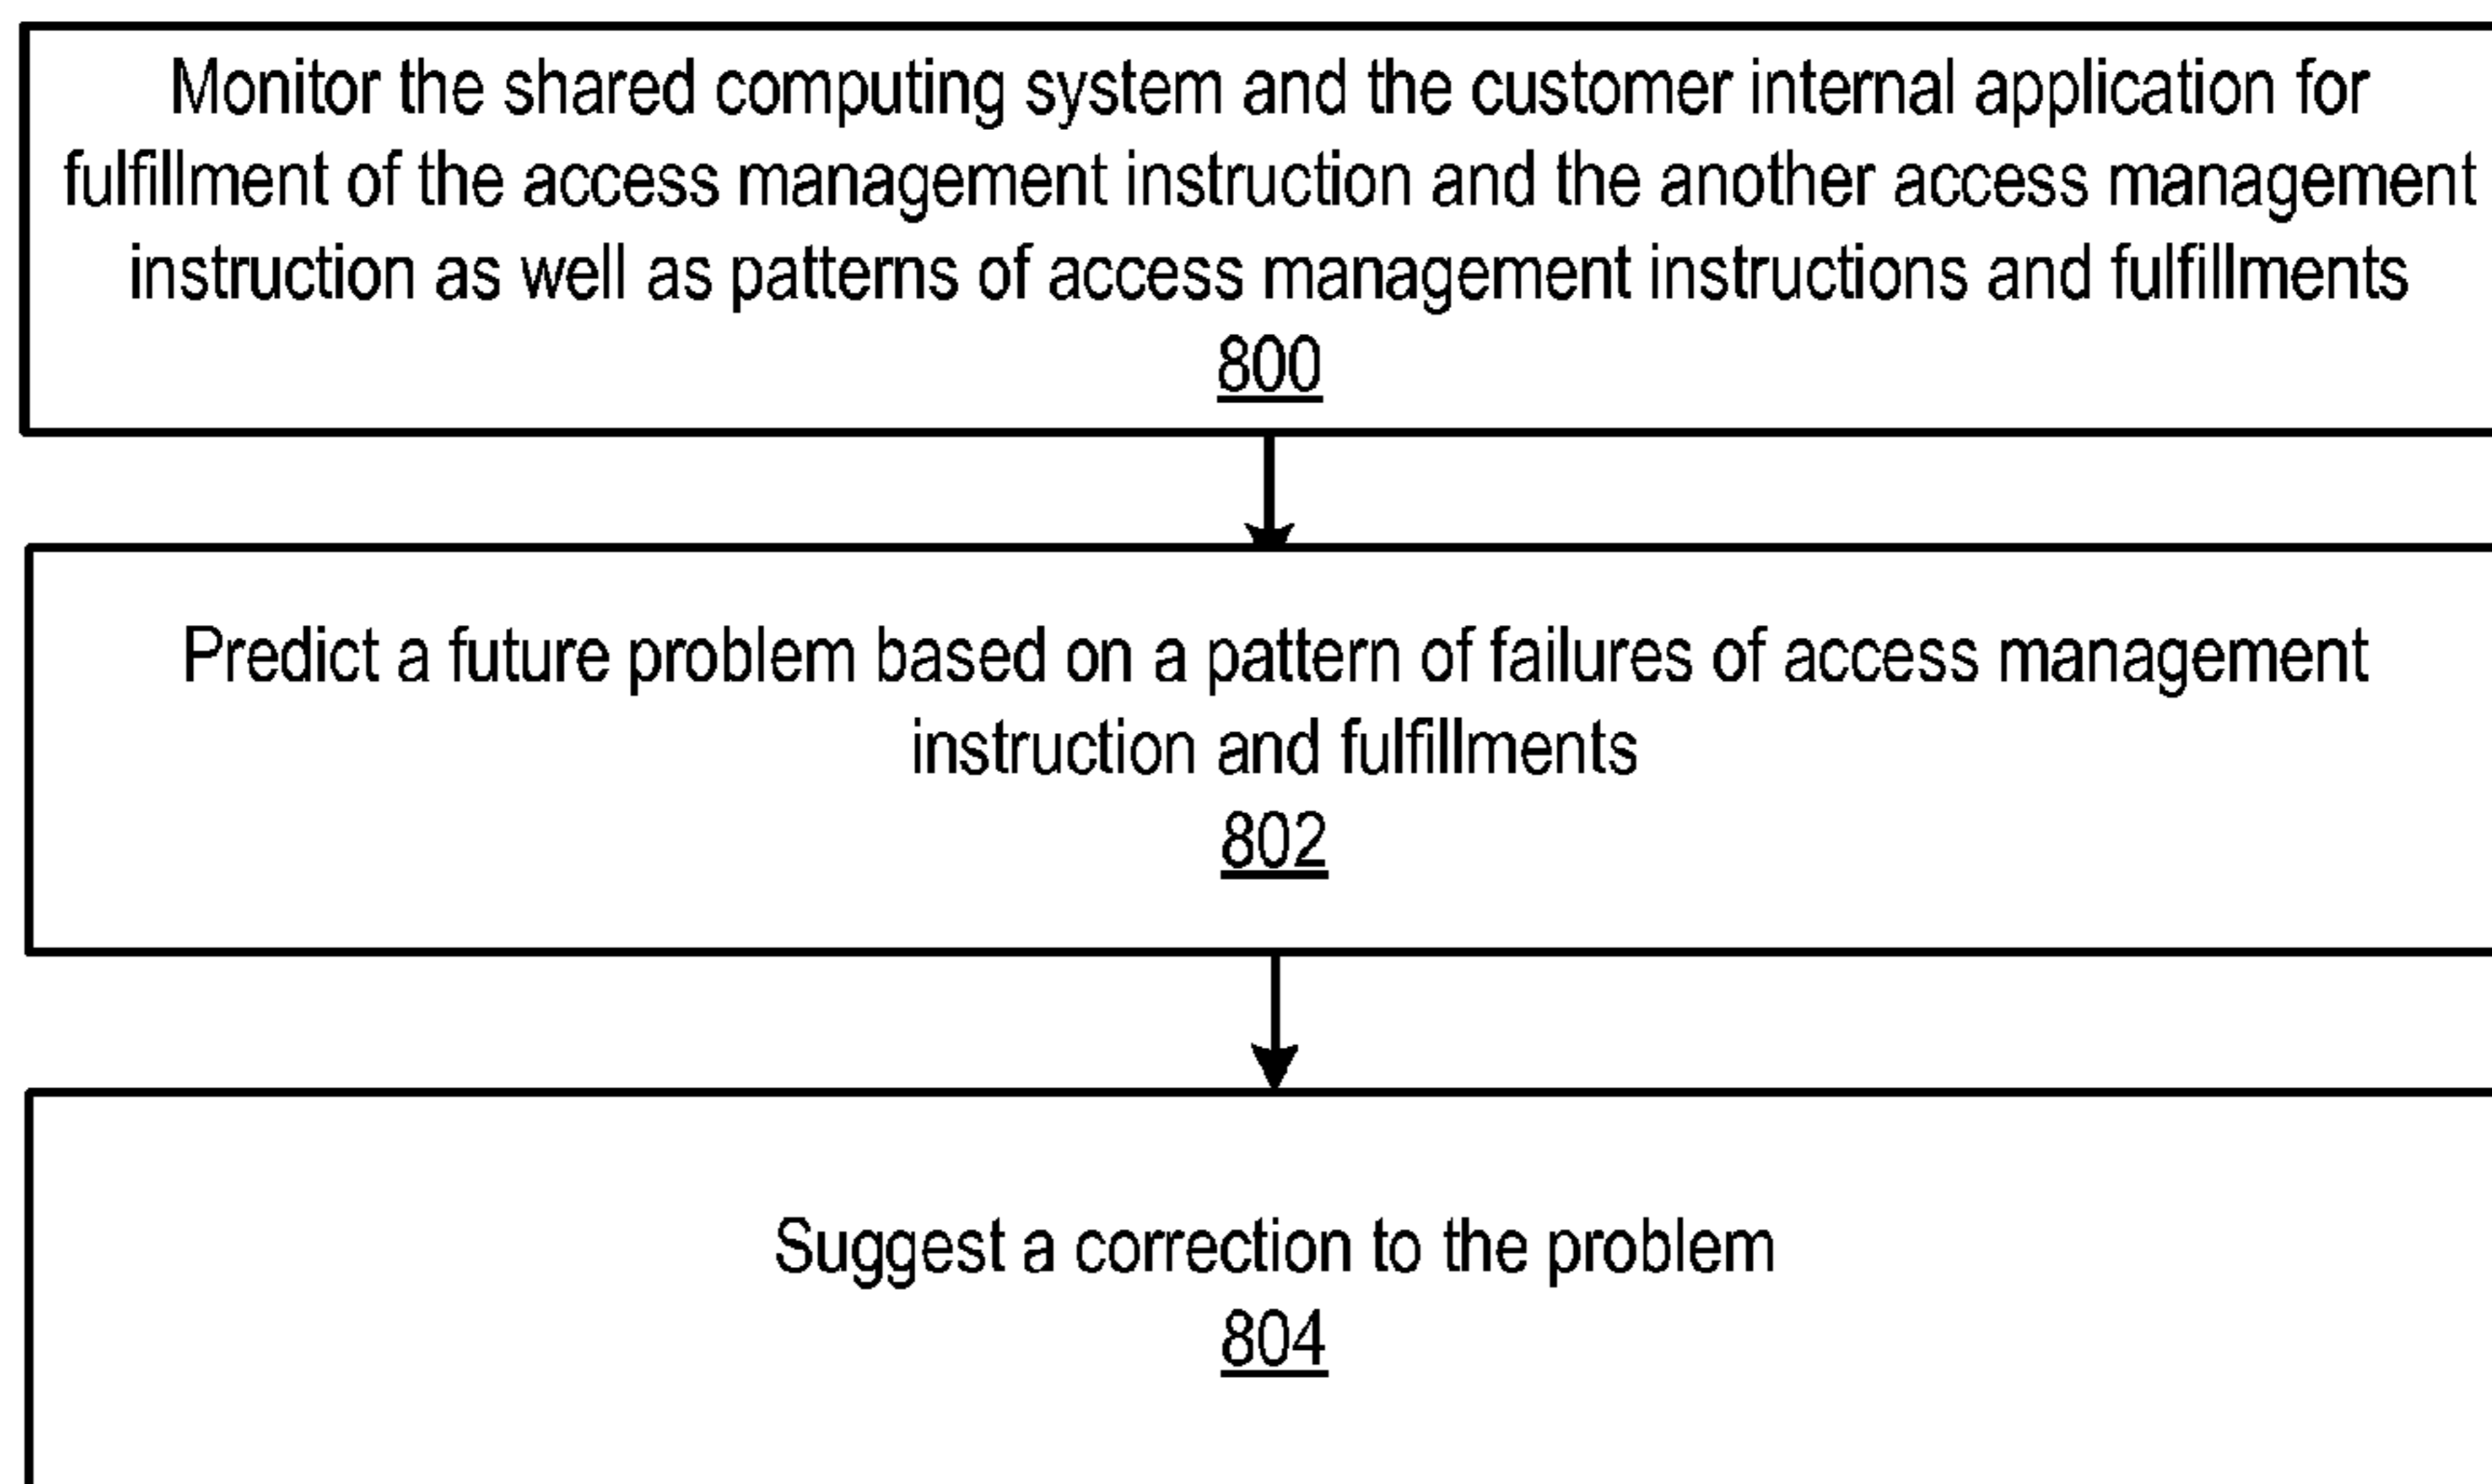 Monitor the shared computing system and the customer internal application for
fulfillment of the access management instruction and the another access management
instruction as well as patterns of access management instructions and fulfillments
800
Predict a future problem based on a pattern of failures of access management
instruction and fulfillments
802
Suggest a correction to the problem
804